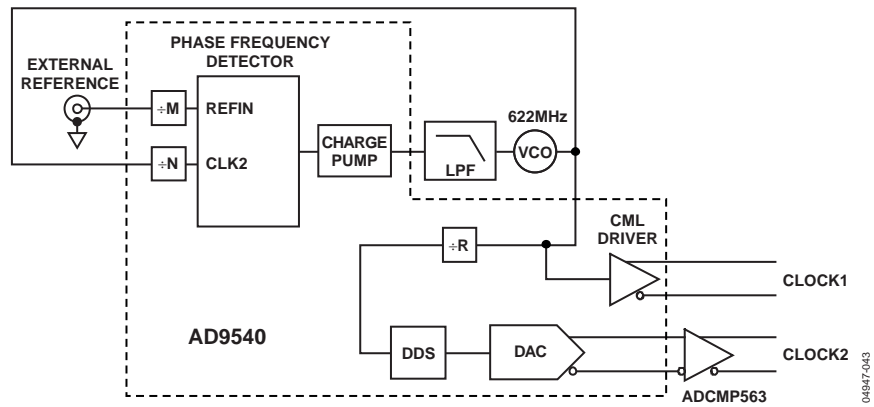 PHASE FREQUENCY
DETECTOR
EXTERNAL
REFERENCE
÷M
REFIN
÷N
CLK2
CHARGE
PUMP
LPF
622MHz
VCO
÷R
CML
DRIVER
CLOCK1
AD9540
DDS
DAC
CLOCK2
ADCMP563
04947-043